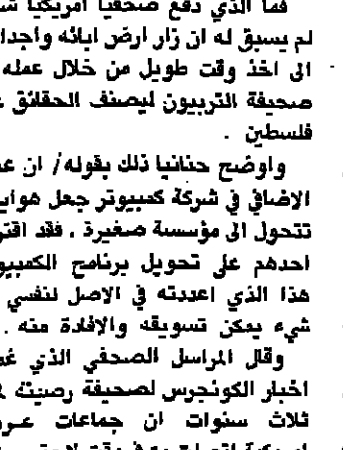 فما الذي دفع صحفيا امريكيا
لم يسبق له ان زار ارض ابائه واجدا
الى اخذ وقت طويل من خلال عمله
صحيفة التربيون ليصنف الحقائق
فلسطين .
واوضح حنانيا ذلك بقوله/ ان
الاضافي في شركة كمبيوتر جعل هواي
تتحول الى مؤسسة صغيرة . فقد اقتر
احدهم على تحويل برنامج الكمبيو
هذا الذي اعددته في الاصل لنفسي
شيء يمكن تسويقه والافادة منه .
وقال المراسل الصحفي الذي
اخبار الكونجرس لصحيفة رصينة
ثلاث سنوات ان جماعات